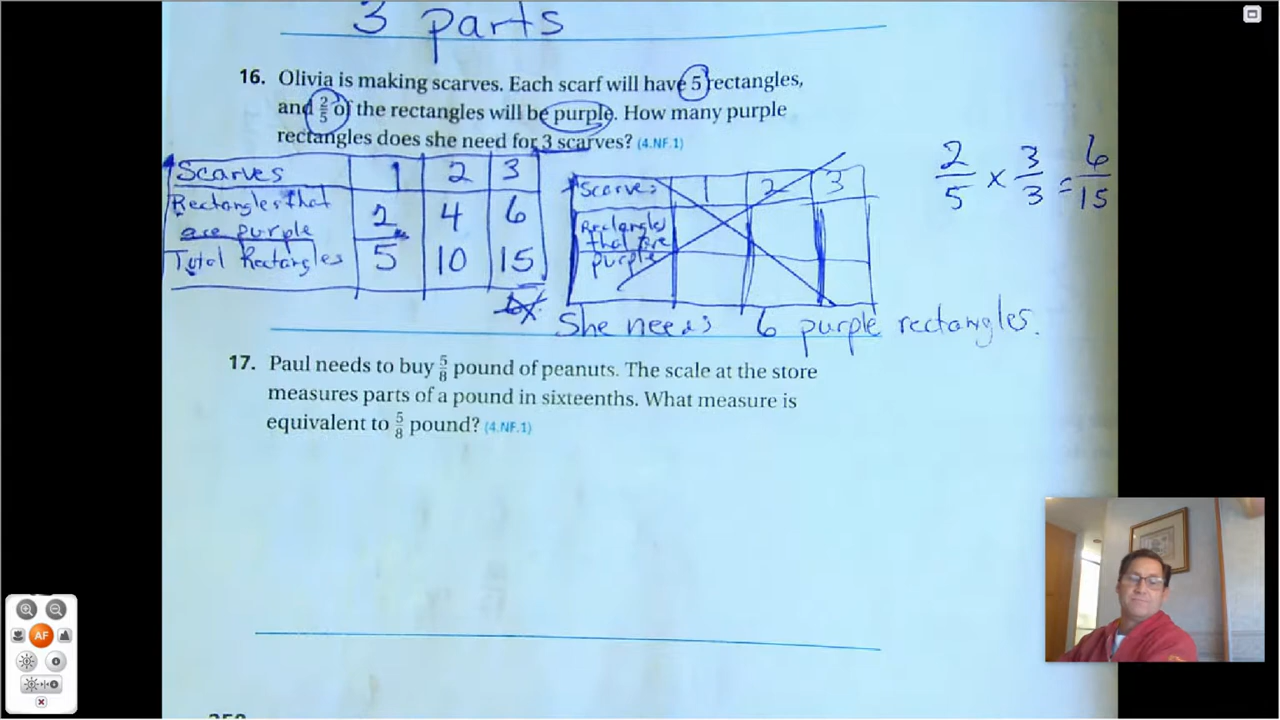 3 parts
16. Olivia is making scarves. Each scarf will have 5 rectangles,
and 2/5 of the rectangles will be purple. How many purple
rectangles does she need for 3 scarves? (4.NF.1)
Scarves 1 2 3
Rectangles that
are purple 2 4 6
Total Rectangles 5 10 15
Scarves 1 2 3
Rectangles
that are
purple
2/5 × 3/3 = 6/15
She needs 6 purple rectangles.
17. Paul needs to buy 5/8 pound of peanuts. The scale at the store
measures parts of a pound in sixteenths. What measure is
equivalent to 5/8 pound? (4.NF.1)
AF